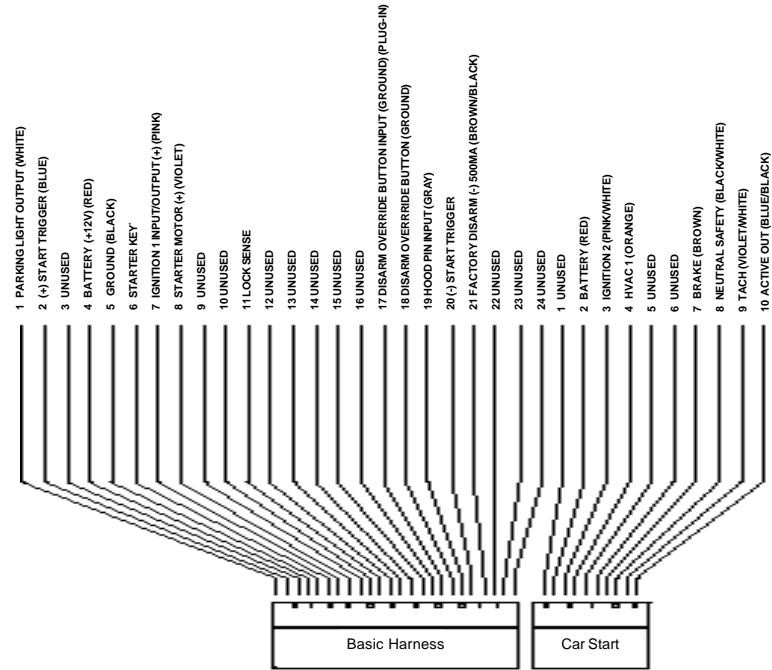 1 PARKING LIGHT OUTPUT (WHITE)
2 (+) START TRIGGER (BLUE)
3 UNUSED
4 BATTERY (+12V) (RED)
5 GROUND (BLACK)
6 STARTER KEY'
7 IGNITION 1 INPUT/OUTPUT (+) (PINK)
8 STARTER MOTOR (+) (VIOLET)
9 UNUSED
10 UNUSED
11 LOCK SENSE
12 UNUSED
13 UNUSED
14 UNUSED
15 UNUSED
16 UNUSED
17 DISARM OVERRIDE BUTTON INPUT (GROUND) (PLUG-IN)
18 DISARM OVERRRIDE BUTTON (GROUND)
19 HOOD PIN INPUT (GRAY)
20 (-) START TRIGGER
21 FACTORY DISARM (-) 500MA (BROWN/BLACK)
22 UNUSED
23 UNUSED
24 UNUSED
1 UNUSED
2 BATTERY (RED)
3 IGNITION 2 (PINK/WHITE)
4 HVAC 1 (ORANGE)
5 UNUSED
6 UNUSED
7 BRAKE (BROWN)
8 NEUTRAL SAFETY (BLACK/WHITE)
9 TACH (VIOLET/WHITE)
10 ACTIVE OUT (BLUE/BLACK)
Basic Harness
Car Start